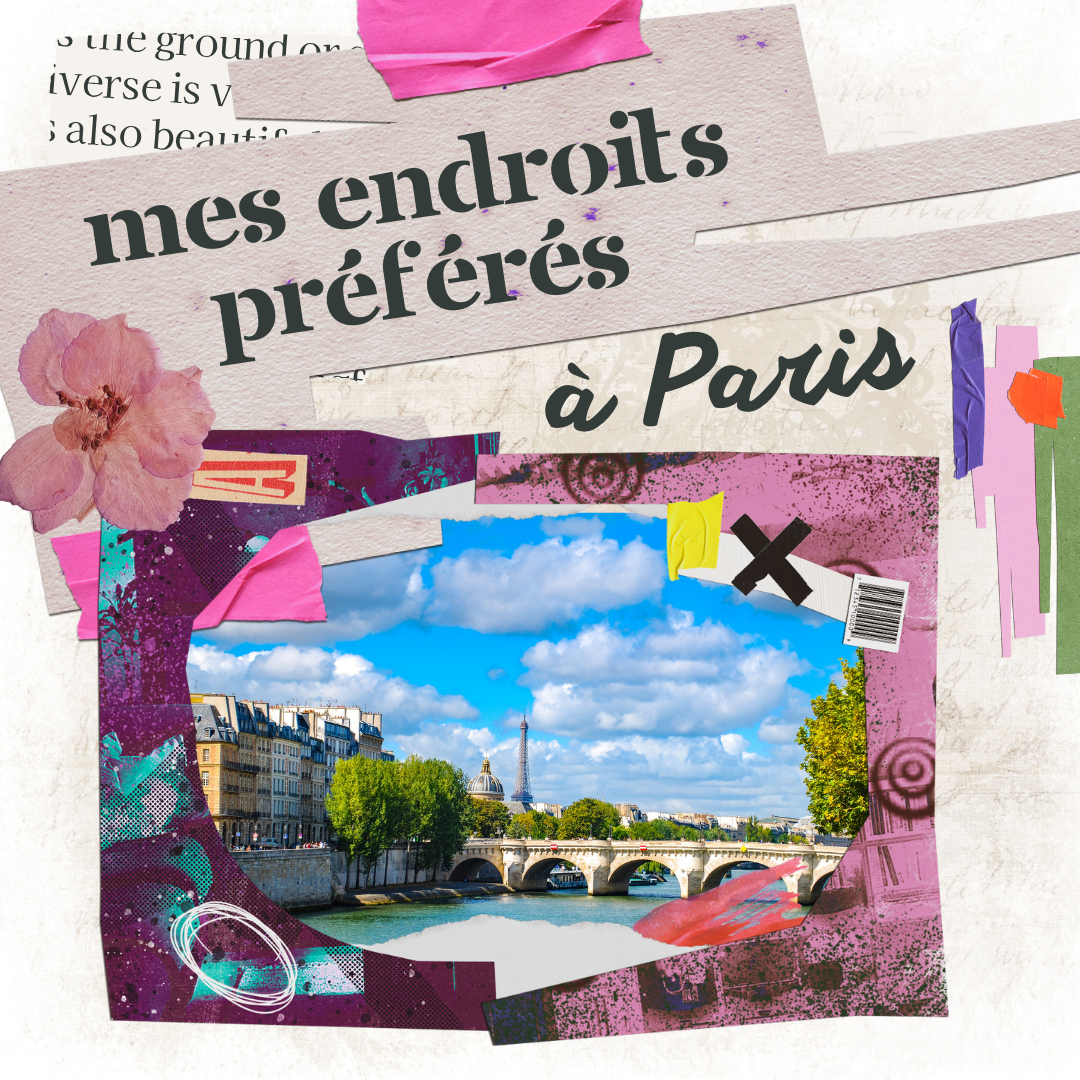 s the ground or
iverse is v
s also beautif
mes endroits
préférés
à Paris
A